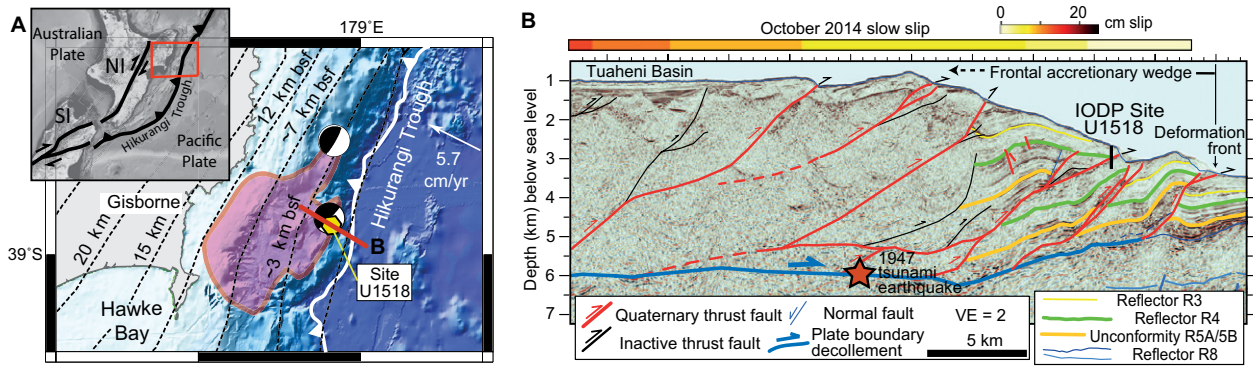 A
Australian
Plate
NI
SI
Hikurangi Trough
Pacific
Plate
179°E
12 km bsf
~7 km bsf
5.7
cm/yr
Hikurangi Trough
Gisborne
20 km
15 km
~3 km bsf
B
39°S
Site
U1518
Hawke
Bay
B
October 2014 slow slip
0
20
cm slip
Tuaheni Basin
Frontal accretionary wedge
IODP Site
U1518
Deformation
front
Depth (km) below sea level
1
2
3
4
5
6
7
1947
tsunami
earthquake
Quaternary thrust fault
Normal fault
VE = 2
Inactive thrust fault
Plate boundary
decollement
5 km
Reflector R3
Reflector R4
Unconformity R5A/5B
Reflector R8